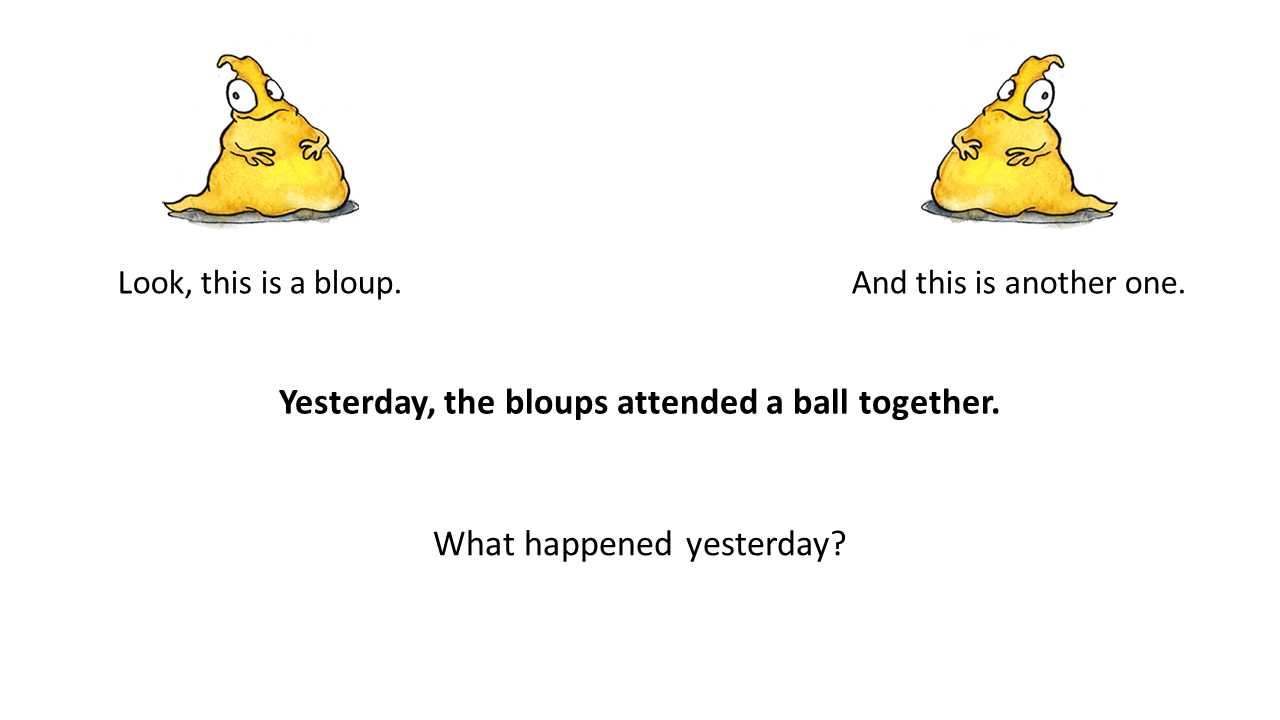 Look, this is a bloup.
And this is another one.
Yesterday, the bloups attended a ball together.
What happened yesterday?